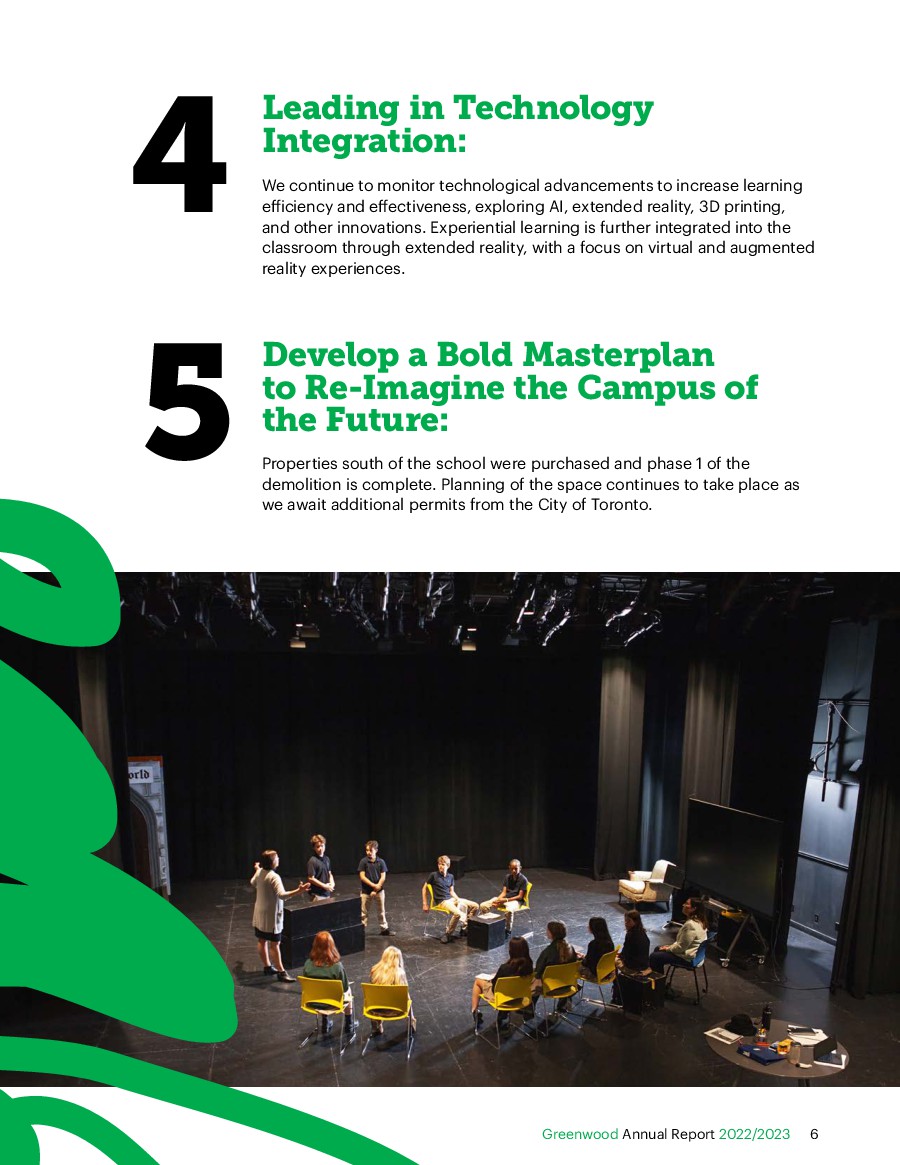 4
Leading in Technology
Integration:
We continue to monitor technological advancements to increase learning
efficiency and effectiveness, exploring AI, extended reality, 3D printing,
and other innovations. Experiential learning is further integrated into the
classroom through extended reality, with a focus on virtual and augmented
reality experiences.
5
Develop a Bold Masterplan
to Re-Imagine the Campus of
the Future:
Properties south of the school were purchased and phase 1 of the
demolition is complete. Planning of the space continues to take place as
we await additional permits from the City of Toronto.
orld
Greenwood Annual Report 2022/2023 6